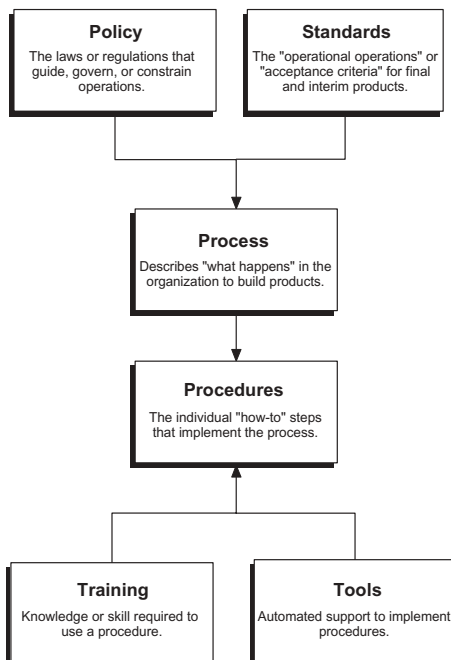 Policy
The laws or regulations that
guide, govern, or constrain
operations.
Standards
The "operational operations" or
"acceptance criteria" for final
and interim products.
Process
Describes "what happens" in the
organization to build products.
Procedures
The individual "how-to" steps
that implement the process.
Training
Knowledge or skill required to
use a procedure.
Tools
Automated support to implement
procedures.